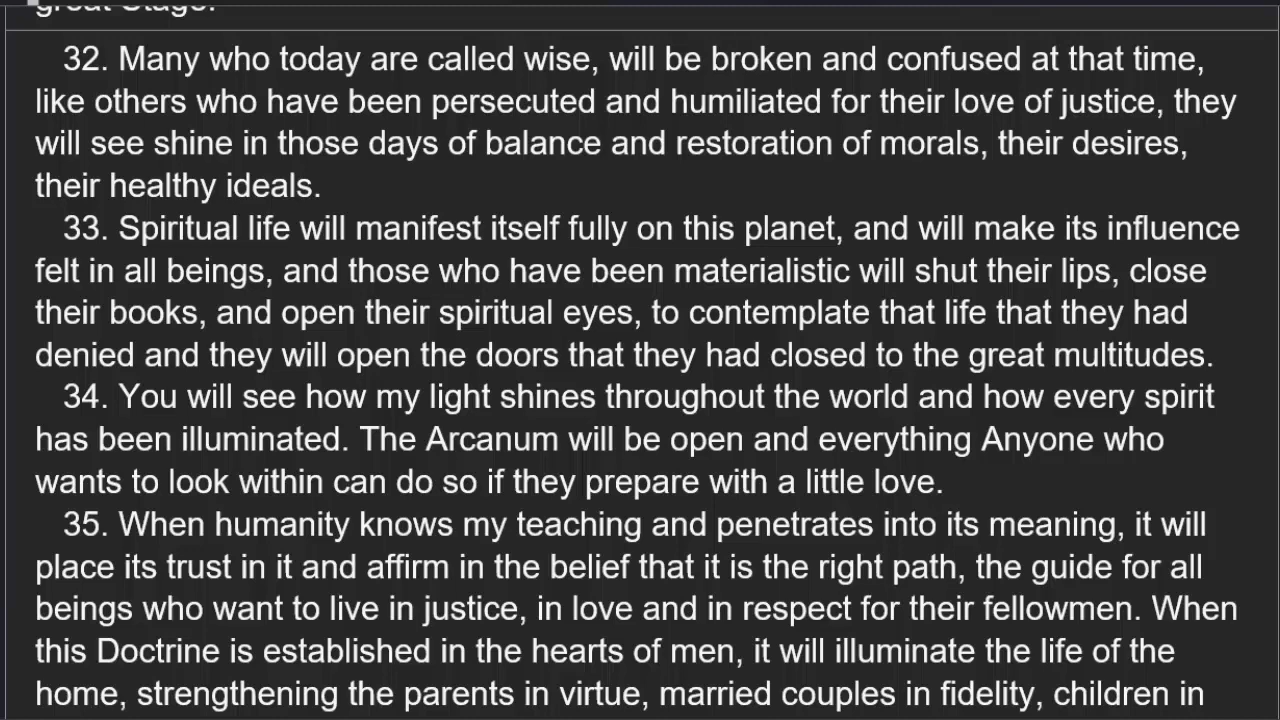 great Stage.
32. Many who today are called wise, will be broken and confused at that time,
like others who have been persecuted and humiliated for their love of justice, they
will see shine in those days of balance and restoration of morals, their desires,
their healthy ideals.
33. Spiritual life will manifest itself fully on this planet, and will make its influence
felt in all beings, and those who have been materialistic will shut their lips, close
their books, and open their spiritual eyes, to contemplate that life that they had
denied and they will open the doors that they had closed to the great multitudes.
34. You will see how my light shines throughout the world and how every spirit
has been illuminated. The Arcanum will be open and everything Anyone who
wants to look within can do so if they prepare with a little love.
35. When humanity knows my teaching and penetrates into its meaning, it will
place its trust in it and affirm in the belief that it is the right path, the guide for all
beings who want to live in justice, in love and in respect for their fellowmen. When
this Doctrine is established in the hearts of men, it will illuminate the life of the
home, strengthening the parents in virtue, married couples in fidelity, children in